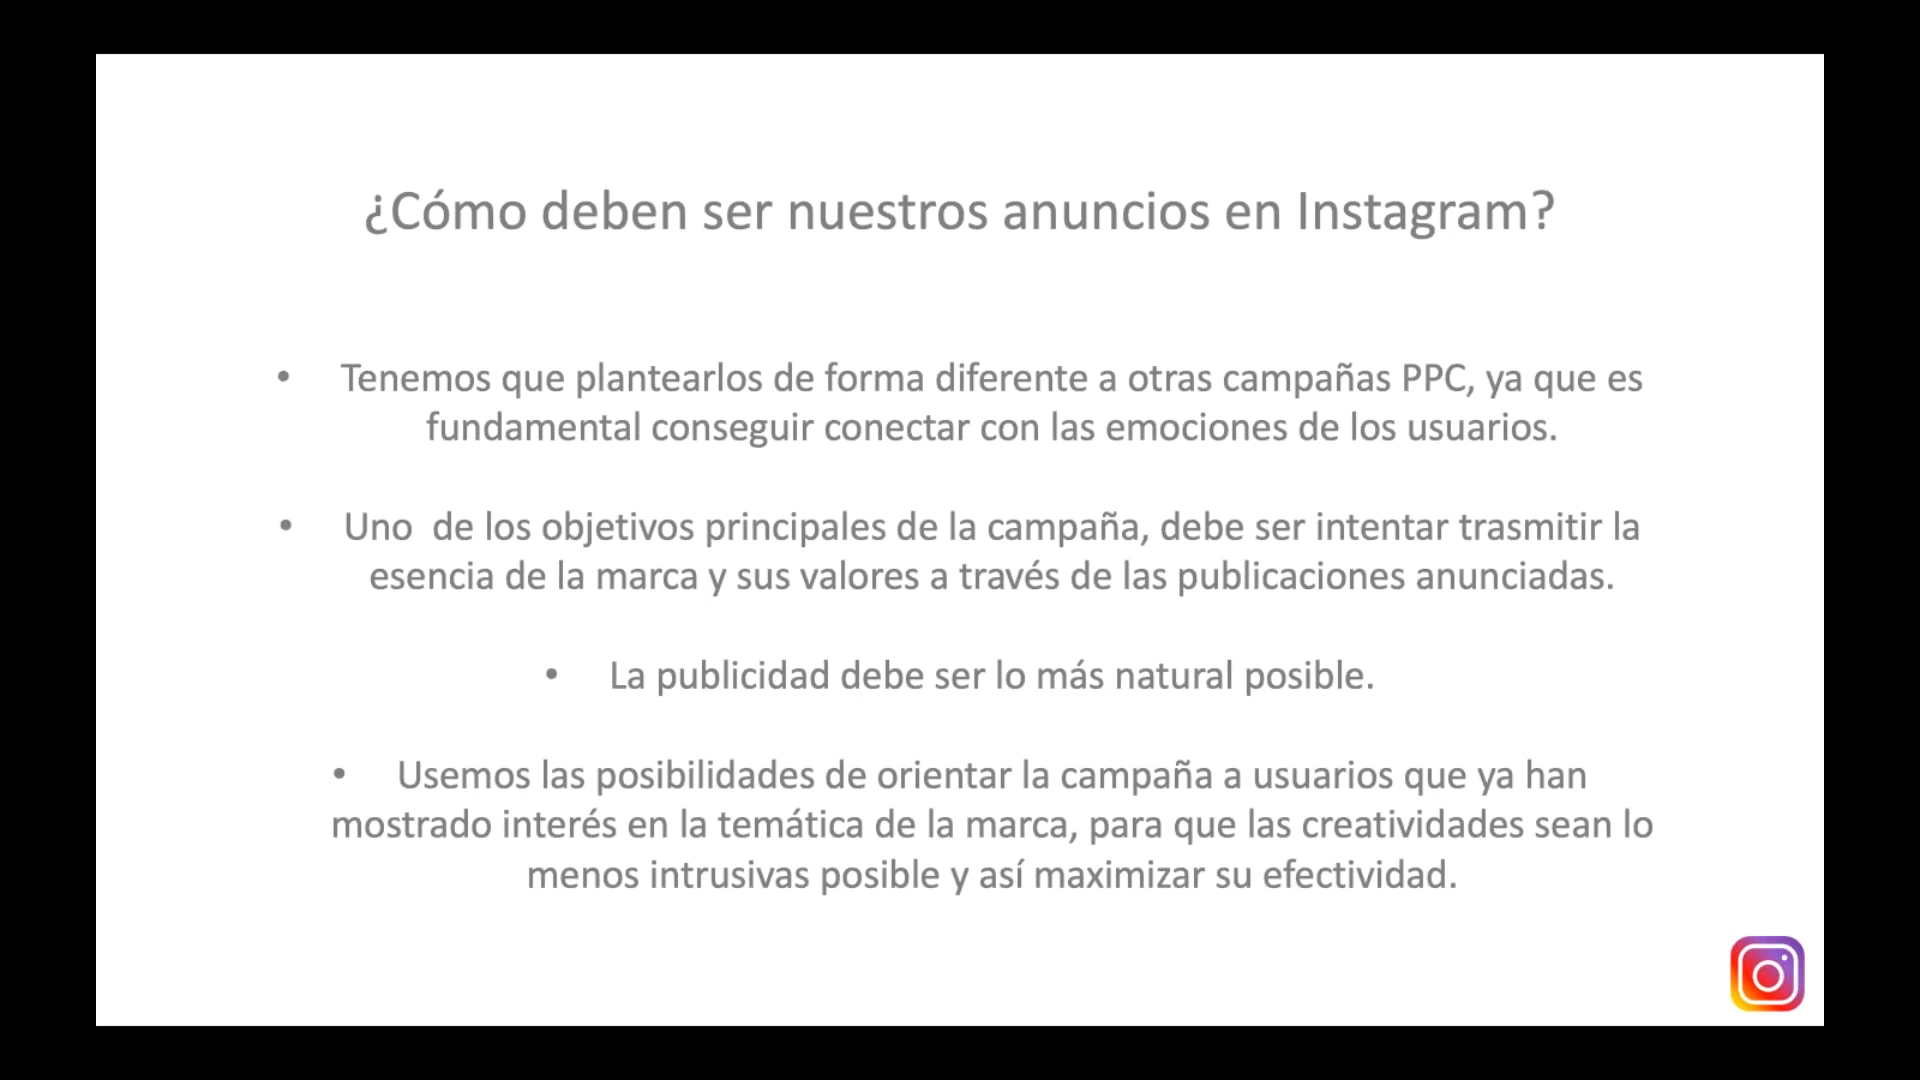 ¿Cómo deben ser nuestros anuncios en Instagram?
• Tenemos que plantearlos de forma diferente a otras campañas PPC, ya que es
fundamental conseguir conectar con las emociones de los usuarios.
• Uno  de los objetivos principales de la campaña, debe ser intentar trasmitir la
esencia de la marca y sus valores a través de las publicaciones anunciadas.
• La publicidad debe ser lo más natural posible.
• Usemos las posibilidades de orientar la campaña a usuarios que ya han
mostrado interés en la temática de la marca, para que las creatividades sean lo
menos intrusivas posible y así maximizar su efectividad.